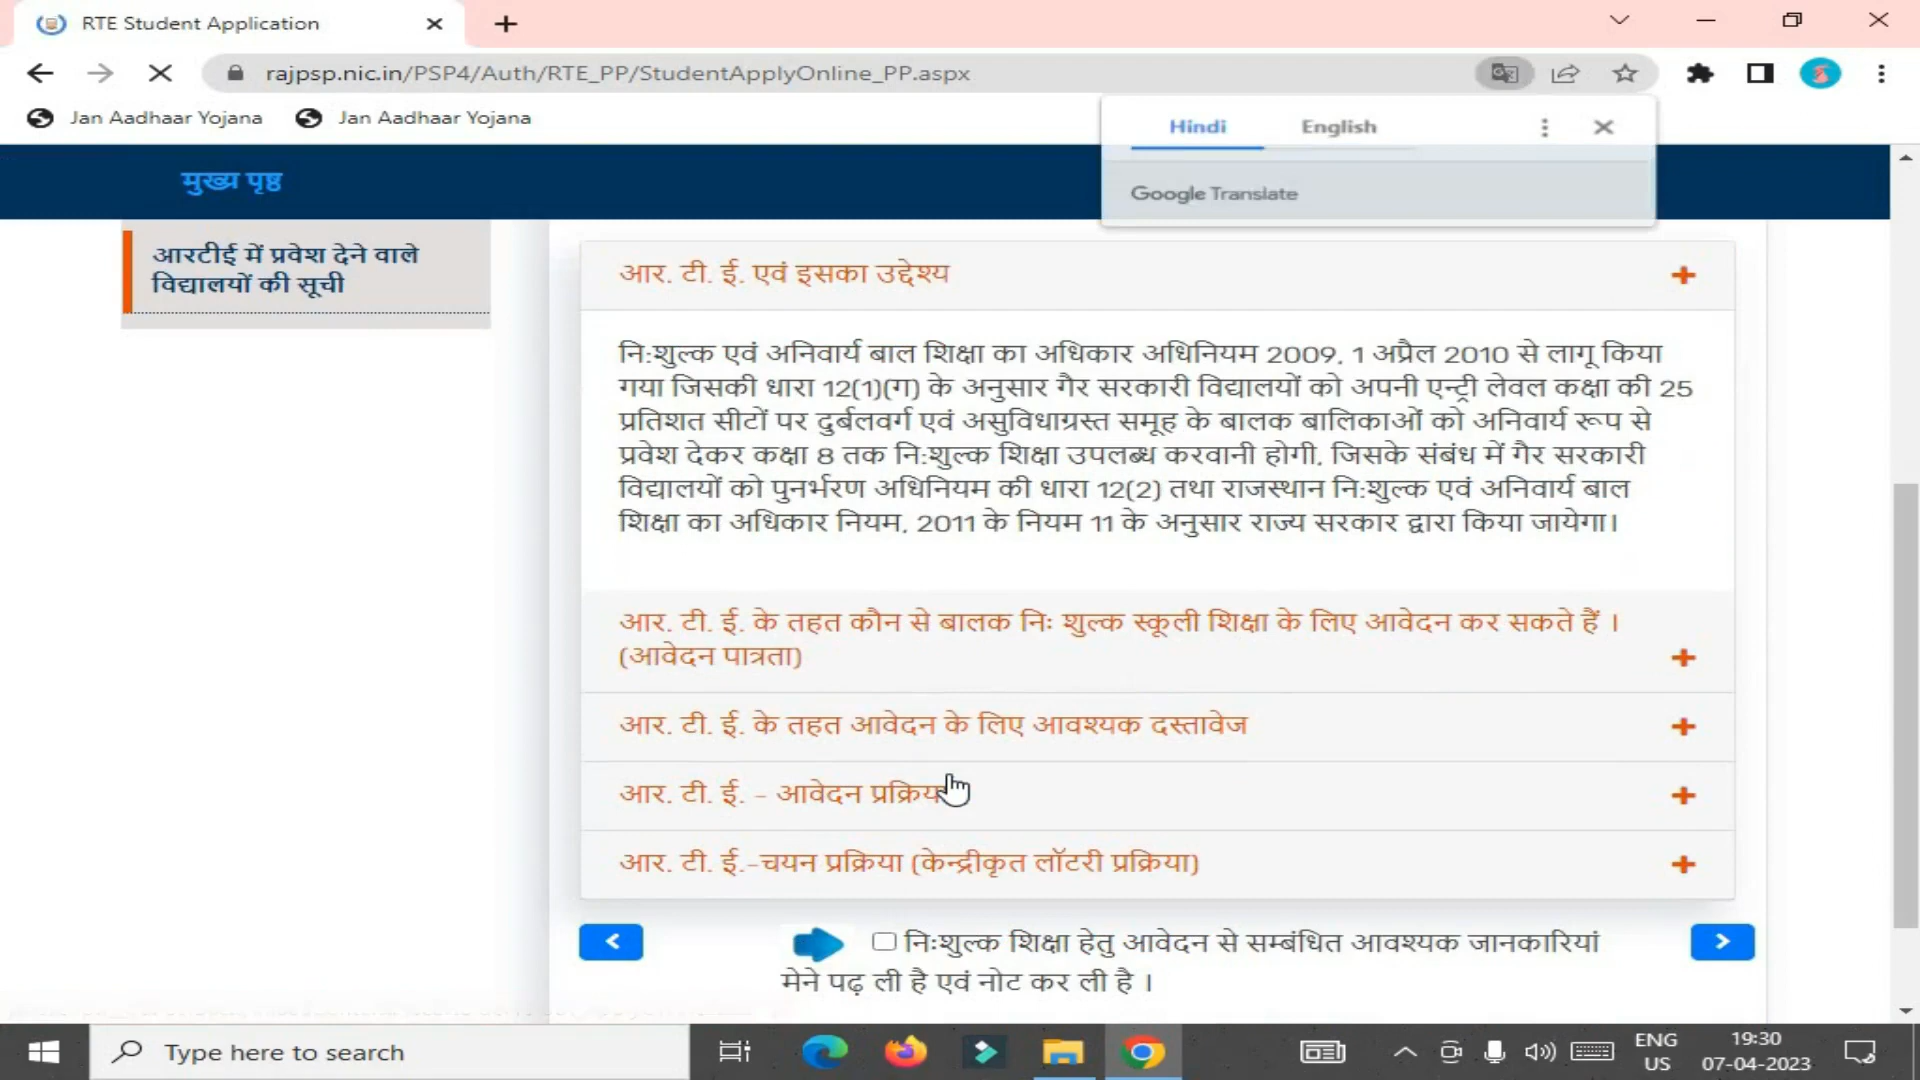 RTE Student Application
rajpsp.nic.in/PSP4/Auth/RTE_PP/StudentApplyOnline_PP.aspx
Jan Aadhaar Yojana
Jan Aadhaar Yojana
Hindi
English
Google Translate
मुख्य पृष्ठ
आरटीई में प्रवेश देने वाले
विद्यालयों की सूची
आर. टी. ई. एवं इसका उद्देश्य
नि:शुल्क एवं अनिवार्य बाल शिक्षा का अधिकार अधिनियम 2009, 1 अप्रैल 2010 से लागू किया
गया जिसकी धारा 12(1)(ग) के अनुसार गैर सरकारी विद्यालयों को अपनी एन्ट्री लेवल कक्षा की 25
प्रतिशत सीटों पर दुर्बलवर्ग एवं असुविधाग्रस्त समूह के बालक बालिकाओं को अनिवार्य रूप से
प्रवेश देकर कक्षा 8 तक नि:शुल्क शिक्षा उपलब्ध करवानी होगी, जिसके संबंध में गैर सरकारी
विद्यालयों को पुनर्भरण अधिनियम की धारा 12(2) तथा राजस्थान नि:शुल्क एवं अनिवार्य बाल
शिक्षा का अधिकार नियम, 2011 के नियम 11 के अनुसार राज्य सरकार द्वारा किया जायेगा।
आर. टी. ई. के तहत कौन से बालक निः शुल्क स्कूली शिक्षा के लिए आवेदन कर सकते हैं ।
(आवेदन पात्रता)
आर. टी. ई. के तहत आवेदन के लिए आवश्यक दस्तावेज
आर. टी. ई. - आवेदन प्रक्रिया
आर. टी. ई.-चयन प्रक्रिया (केन्द्रीकृत लॉटरी प्रक्रिया)
निःशुल्क शिक्षा हेतु आवेदन से सम्बंधित आवश्यक जानकारियां
मेने पढ़ ली है एवं नोट कर ली है ।
Type here to search
ENG
US
19:30
07-04-2023